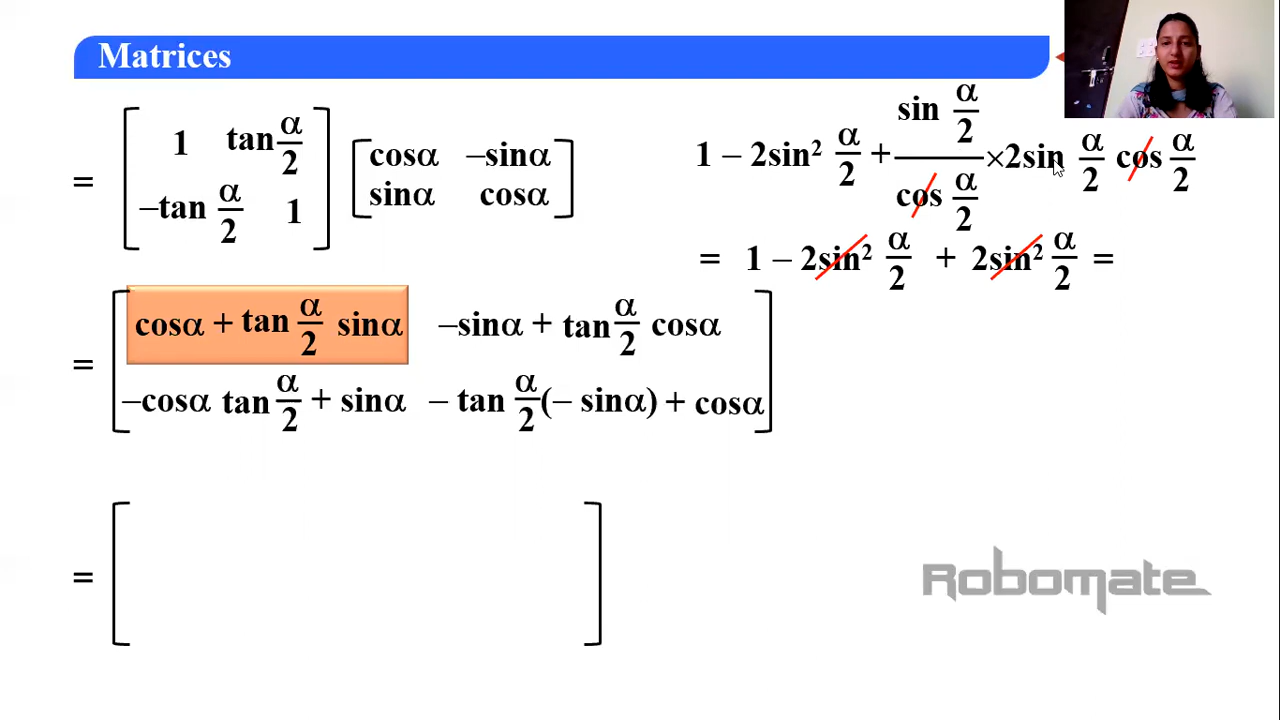 Matrices
= [ 1 tan α/2
–tan α/2 1 ] [ cosα –sinα
sinα cosα ]
= [ cosα + tan α/2 sinα –sinα + tan α/2 cosα
–cosα tan α/2 + sinα – tan α/2 (– sinα) + cosα ]
= [ ]
1 – 2sin² α/2 + sin α/2 / cos α/2 ×2sin α/2 cos α/2
= 1 – 2sin² α/2 + 2sin² α/2 =
Robomate